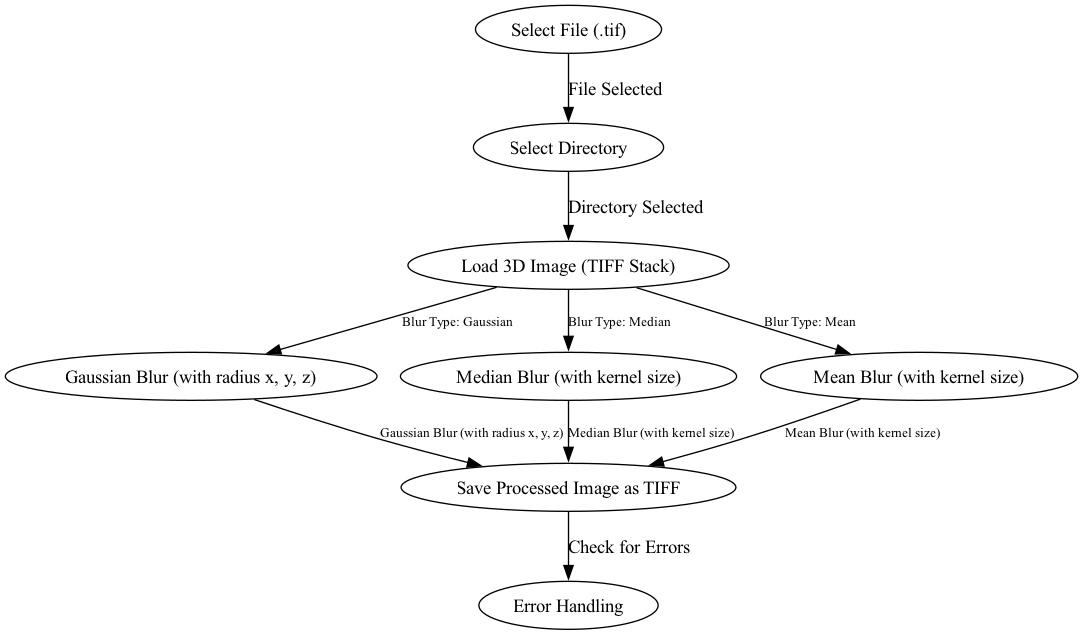 Select File (.tif)
File Selected
Select Directory
Directory Selected
Load 3D Image (TIFF Stack)
Blur Type: Gaussian
Blur Type: Median
Blur Type: Mean
Gaussian Blur (with radius x, y, z)
Median Blur (with kernel size)
Mean Blur (with kernel size)
Gaussian Blur (with radius x, y, z)
Median Blur (with kernel size)
Mean Blur (with kernel size)
Save Processed Image as TIFF
Check for Errors
Error Handling